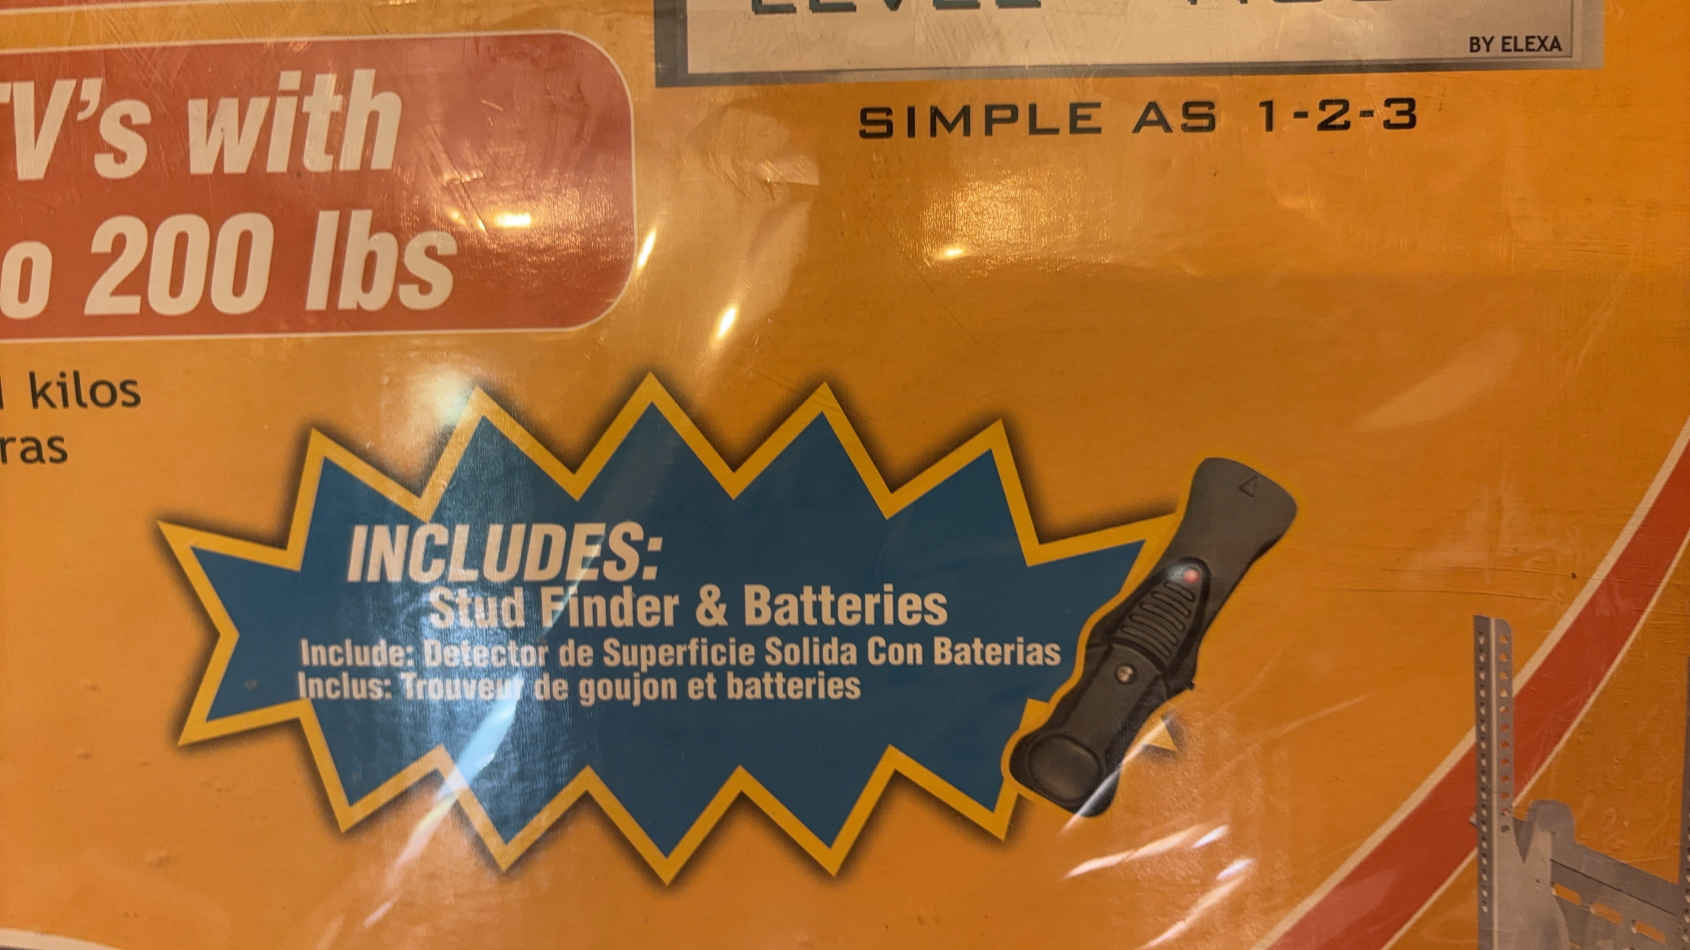 BY ELEXA
SIMPLE AS 1-2-3
TV's with
o 200 lbs
kilos
ras
INCLUDES:
Stud Finder & Batteries
Include: Detector de Superficie Solida Con Baterias
Inclus: Trouveur de goujon et batteries